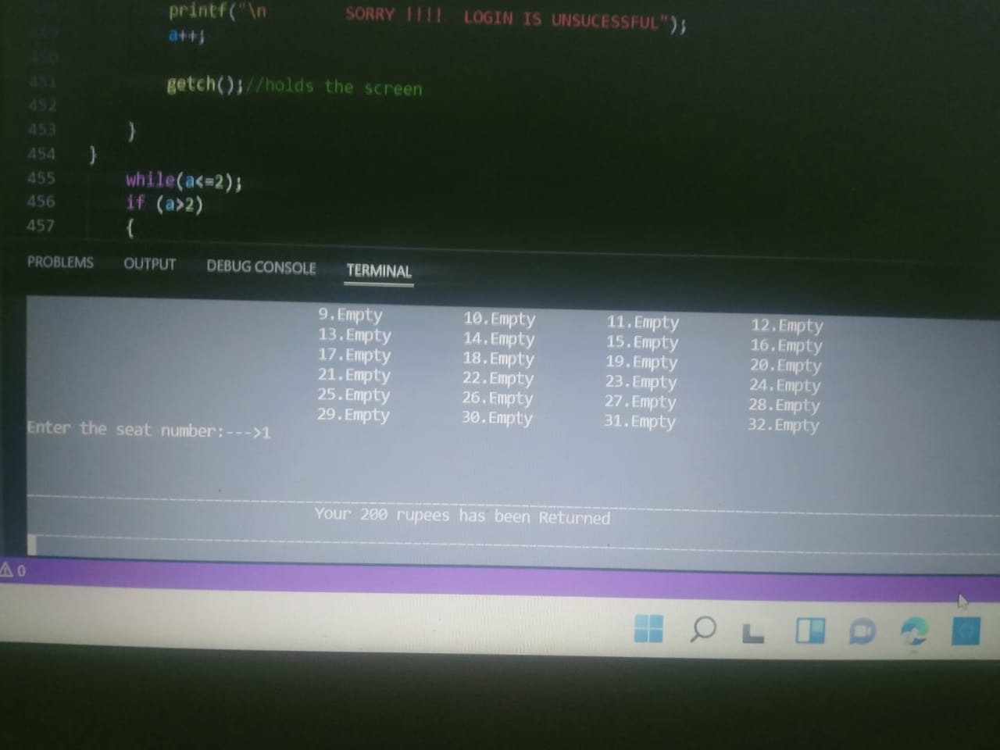 printf("\n SORRY !!!! LOGIN IS UNSUCESSFUL");
449 a++;
450
451 getch();//holds the screen
452
453 }
454 }
455 while(a<=2);
456 if (a>2)
457 {
PROBLEMS OUTPUT DEBUG CONSOLE TERMINAL
9.Empty 10.Empty 11.Empty 12.Empty
13.Empty 14.Empty 15.Empty 16.Empty
17.Empty 18.Empty 19.Empty 20.Empty
21.Empty 22.Empty 23.Empty 24.Empty
25.Empty 26.Empty 27.Empty 28.Empty
29.Empty 30.Empty 31.Empty 32.Empty
Enter the seat number:--->1
Your 200 rupees has been Returned
0